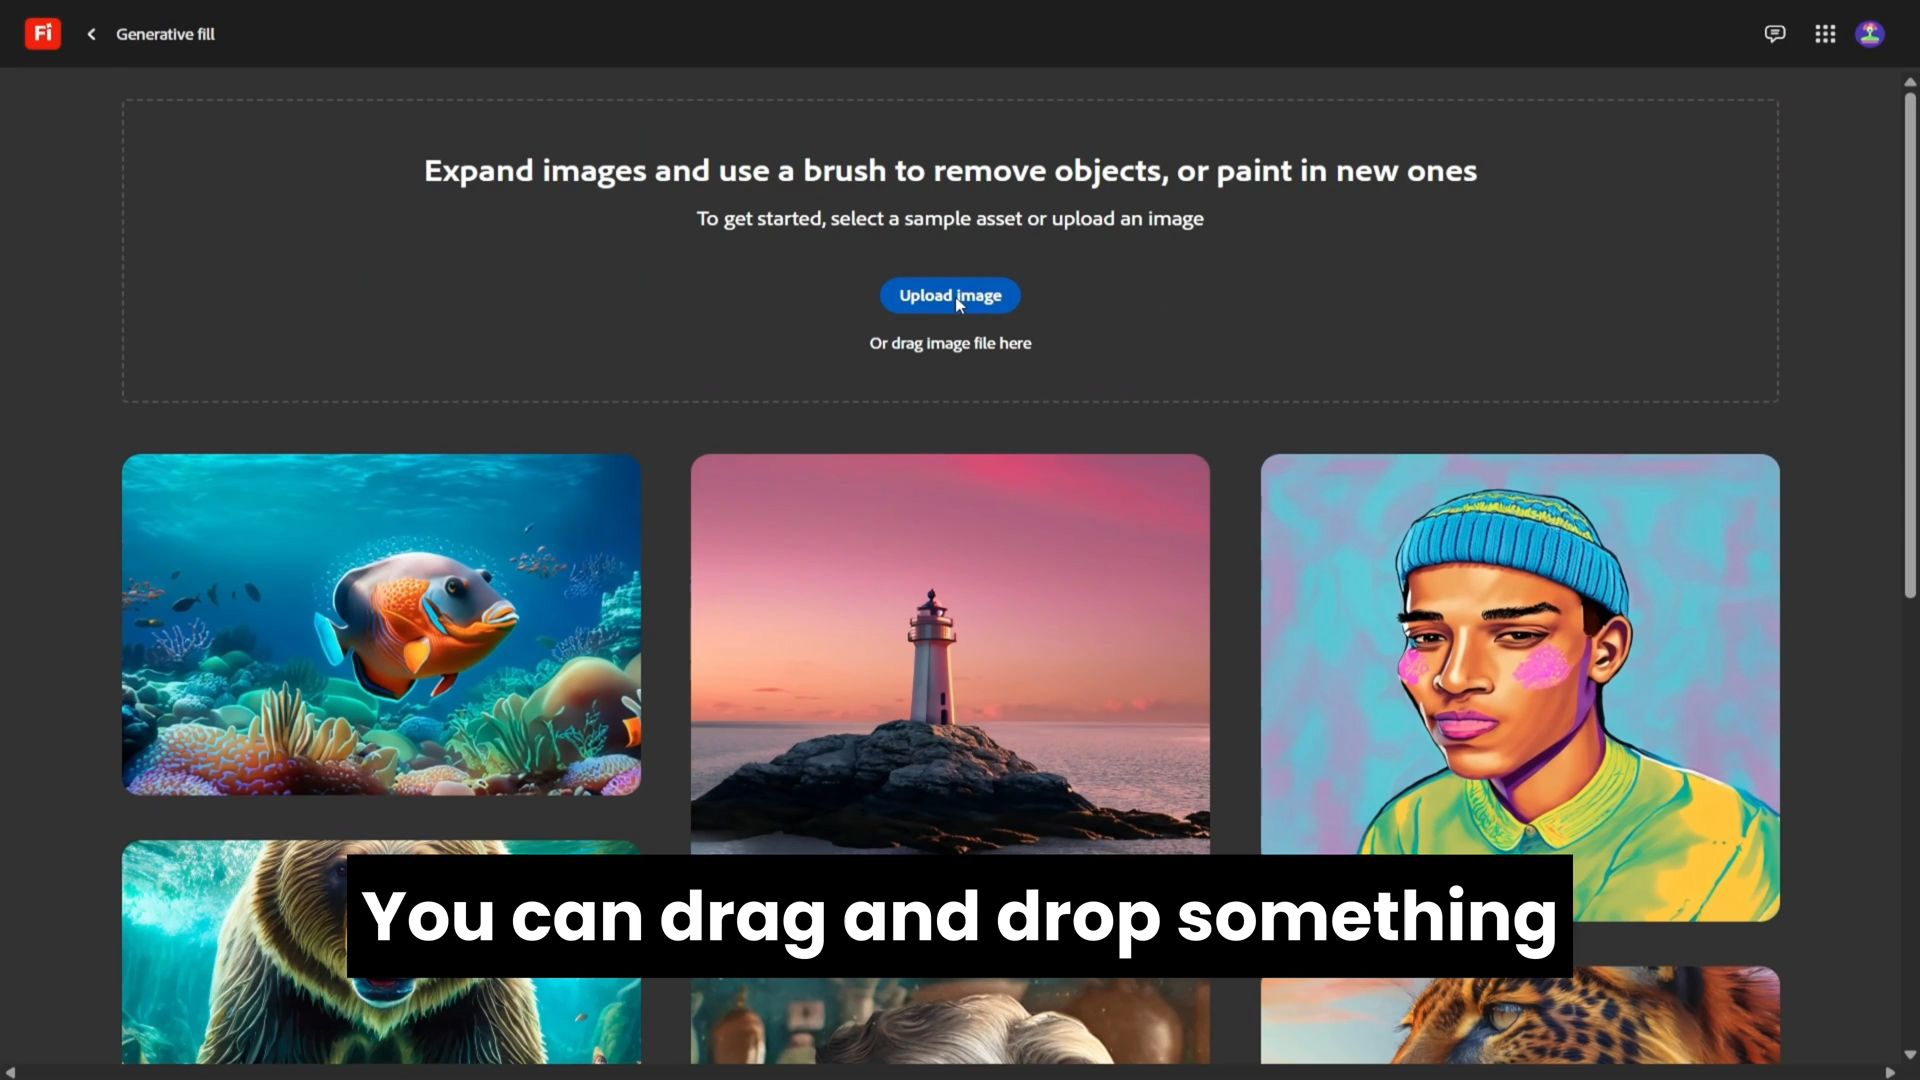 Fi
Generative fill
Expand images and use a brush to remove objects, or paint in new ones
To get started, select a sample asset or upload an image
Upload image
Or drag image file here
You can drag and drop something